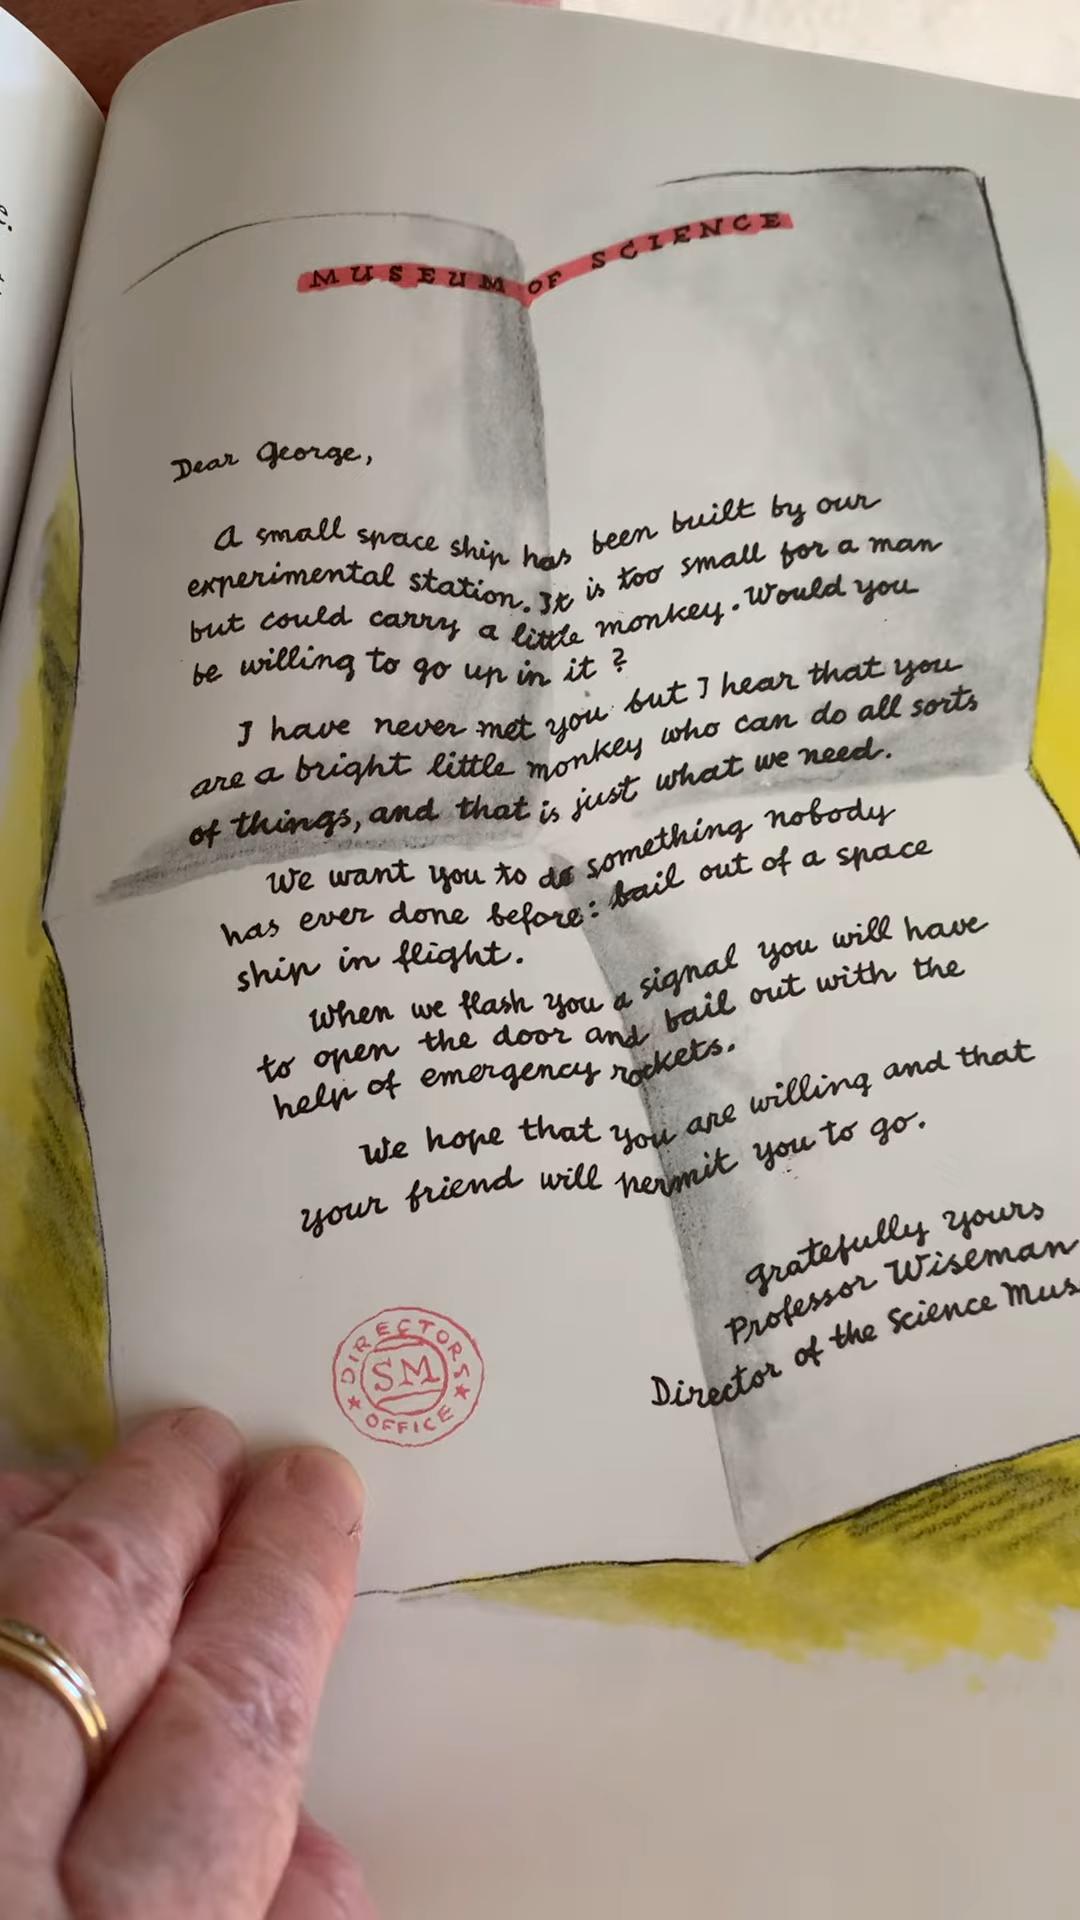 MUSEUM OF SCIENCE
Dear George,
A small space ship has been built by our
experimental station. It is too small for a man
but could carry a little monkey. Would you
be willing to go up in it?
I have never met you but I hear that you
are a bright little monkey who can do all sorts
of things, and that is just what we need.
We want you to do something nobody
has ever done before: bail out of a space
ship in flight.
When we flash you a signal you will have
to open the door and bail out with the
help of emergency rockets.
We hope that you are willing and that
your friend will permit you to go.
Gratefully yours
Professor Wiseman
Director of the Science Mus
DIRECTORS
SM
OFFICE